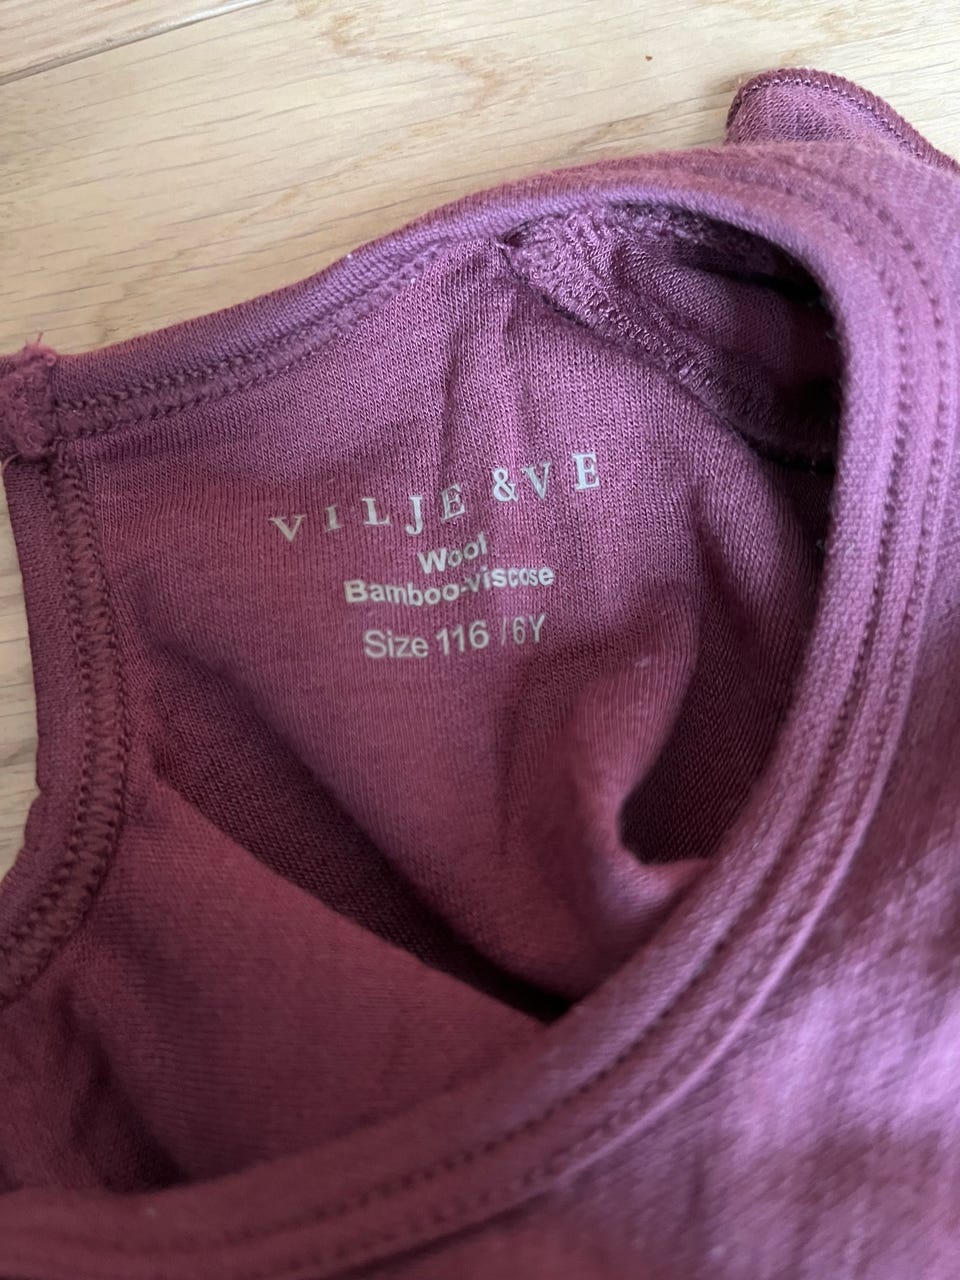 VILJE & VE
Wool
Bamboo-viscose
Size 116 / 6Y